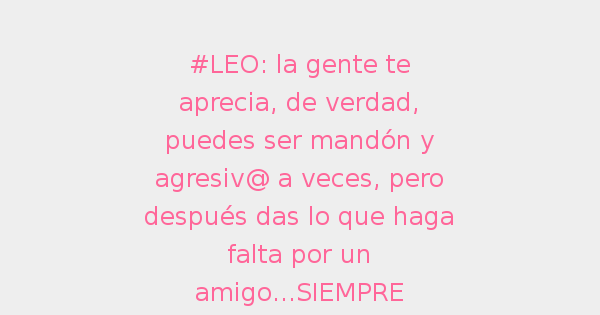 #LEO: la gente te
aprecia, de verdad,
puedes ser mandón y
agresiv@ a veces, pero
después das lo que haga
falta por un
amigo...SIEMPRE